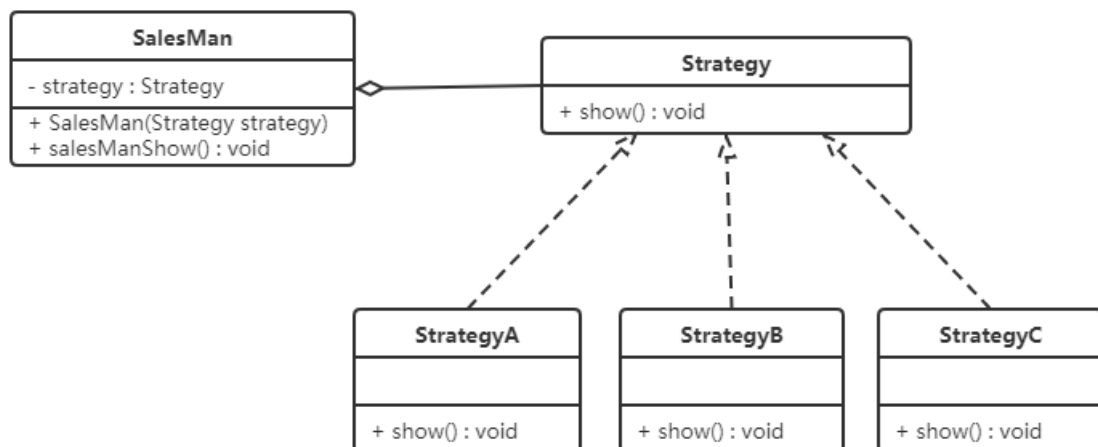 SalesMan
- strategy : Strategy
+ SalesMan(Strategy strategy)
+ salesManShow() : void
Strategy
+ show() : void
StrategyA
+ show() : void
StrategyB
+ show() : void
StrategyC
+ show() : void